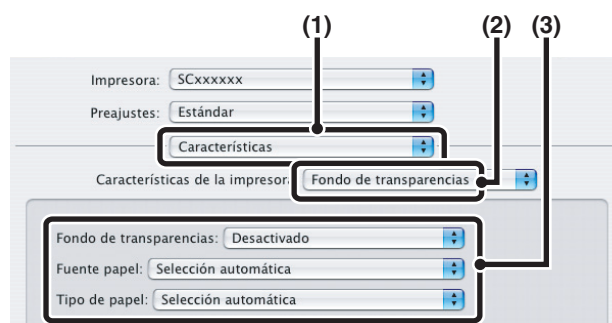 (1) (2) (3)
Impresora: SCxxxxxx
Preajustes: Estándar
Características
Características de la impresora: Fondo de transparencias
Fondo de transparencias: Desactivado
Fuente papel: Selección automática
Tipo de papel: Selección automática